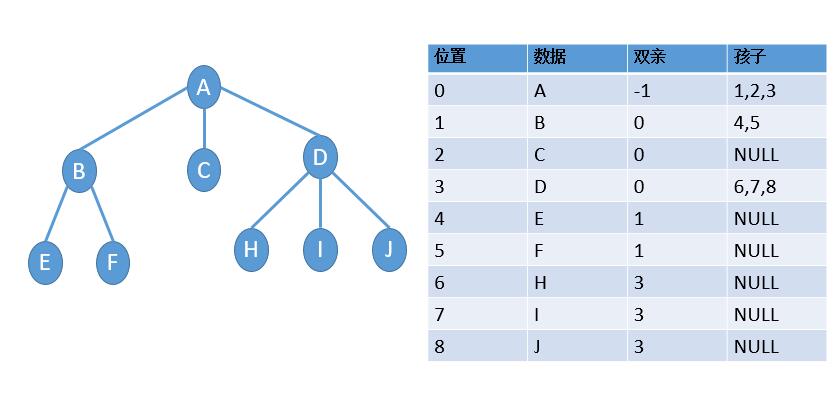 A
B
C
D
E
F
H
I
J
位置 数据 双亲 孩子
0 A -1 1,2,3
1 B 0 4,5
2 C 0 NULL
3 D 0 6,7,8
4 E 1 NULL
5 F 1 NULL
6 H 3 NULL
7 I 3 NULL
8 J 3 NULL